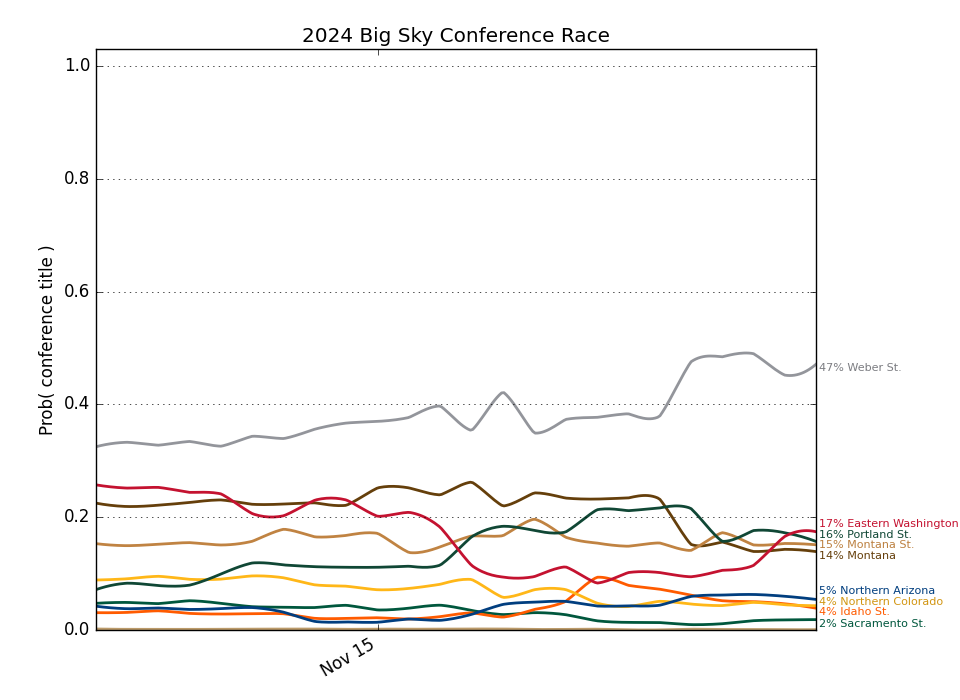 2024 Big Sky Conference Race
Prob( conference title )
1.0
0.8
0.6
0.4
0.2
0.0
Nov 15
47% Weber St.
17% Eastern Washington
16% Portland St.
15% Montana St.
14% Montana
5% Northern Arizona
4% Northern Colorado
4% Idaho St.
2% Sacramento St.